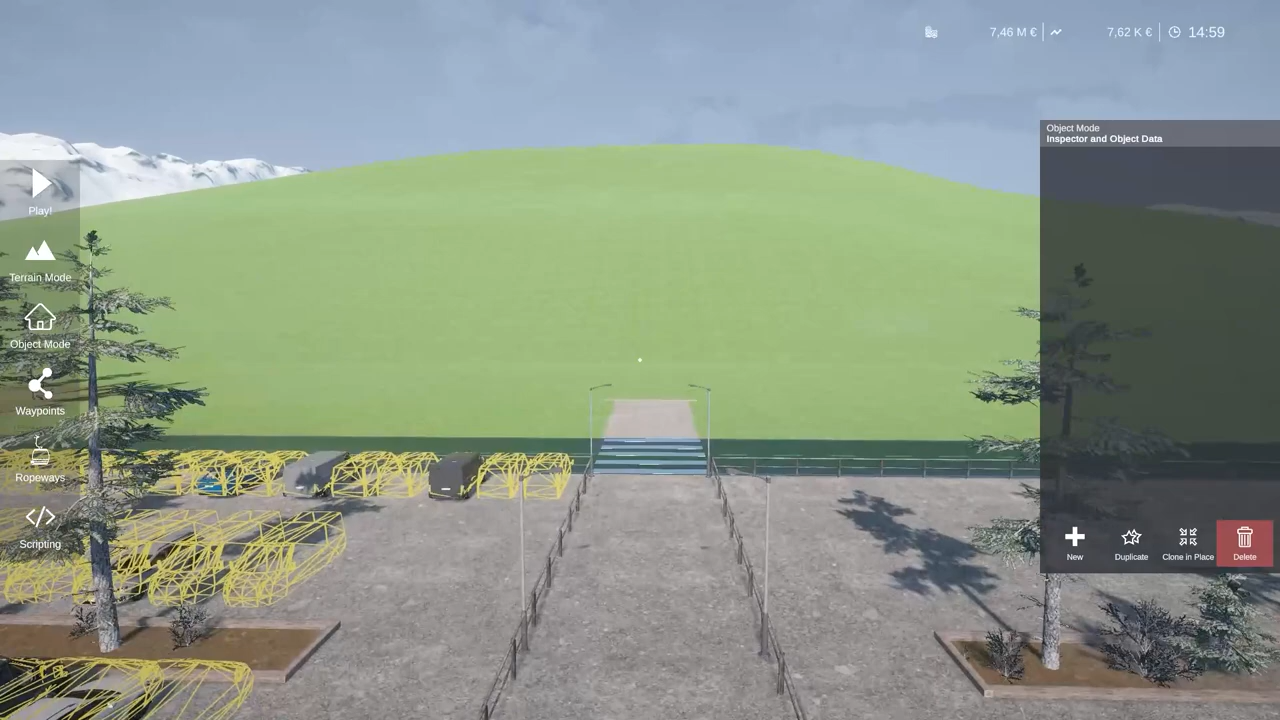 7,46 M €
7,62 K €
14:59
Object Mode
Inspector and Object Data
Play!
Terrain Mode
Object Mode
Waypoints
Ropeways
Scripting
New
Duplicate
Clone in Place
Delete